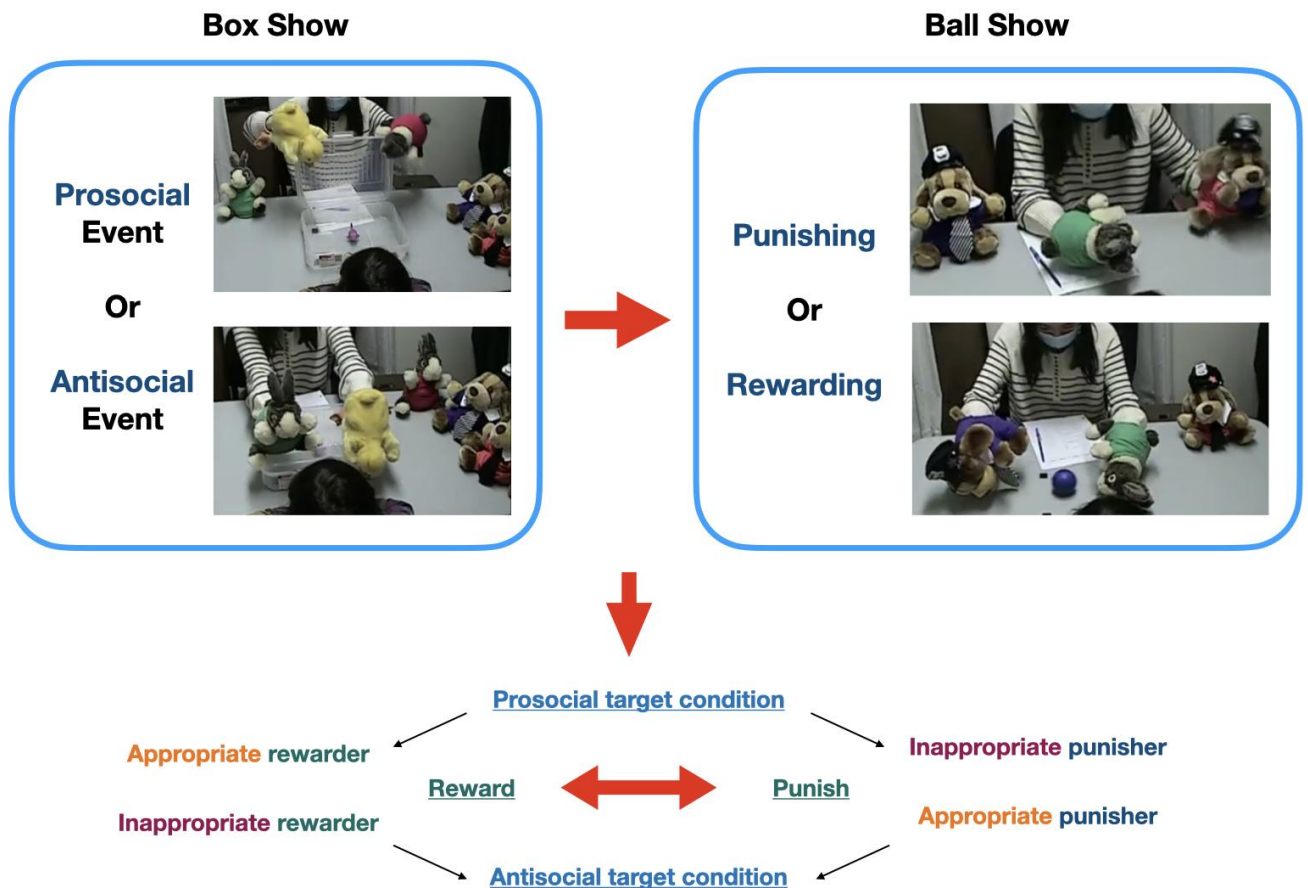 Box Show
Ball Show
Prosocial
Event
Or
Antisocial
Event
Punishing
Or
Rewarding
Prosocial target condition
Appropriate rewarder
Inappropriate punisher
Reward
Punish
Inappropriate rewarder
Appropriate punisher
Antisocial target condition